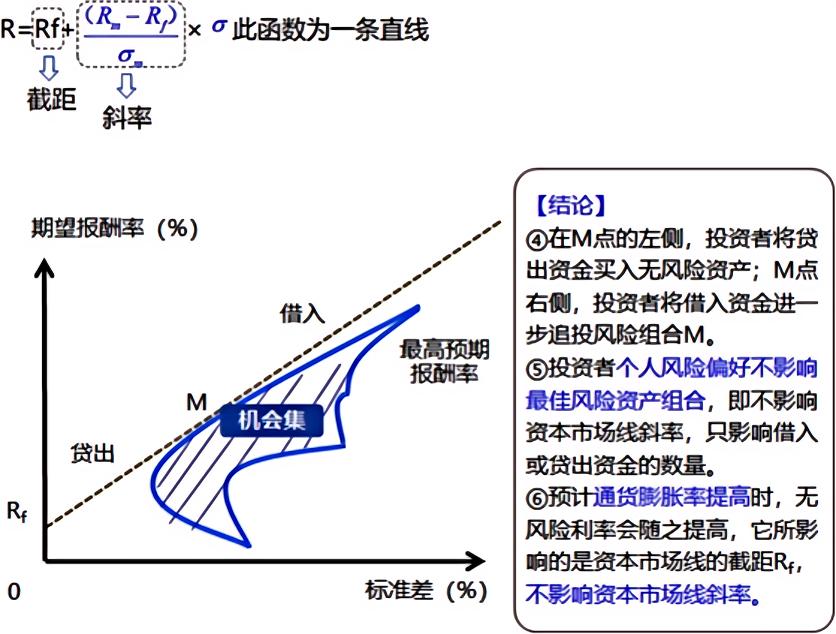 R=Rf+ (Rm−Rf)/σm × σ 此函数为一条直线
截距
斜率
期望报酬率（%）
借入
最高预期
报酬率
M
机会集
贷出
Rf
0
标准差（%）
【结论】
④在M点的左侧，投资者将贷
出资金买入无风险资产；M点
右侧，投资者将借入资金进一
步追投风险组合M。
⑤投资者个人风险偏好不影响
最佳风险资产组合，即不影响
资本市场线斜率，只影响借入
或贷出资金的数量。
⑥预计通货膨胀率提高时，无
风险利率会随之提高，它所影
响的是资本市场线的截距Rf，
不影响资本市场线斜率。